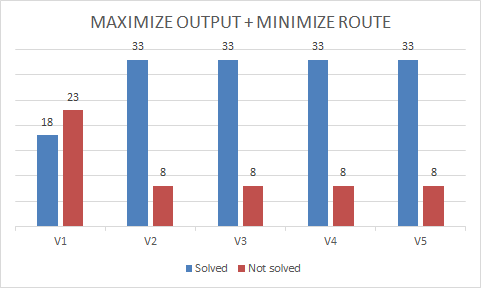 MAXIMIZE OUTPUT + MINIMIZE ROUTE
18 23 33 8 33 8 33 8 33 8
V1 V2 V3 V4 V5
Solved Not solved